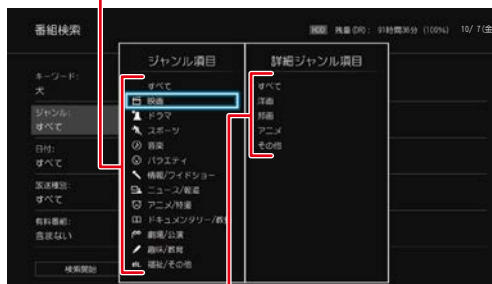 番組検索
HDD 残量(DR): 91時間36分 (100%) 10/ 7(金
キーワード:
犬
ジャンル:
すべて
日付:
すべて
放送種別:
すべて
有料番組:
含まない
検索開始
ジャンル項目
すべて
映画
ドラマ
スポーツ
音楽
バラエティ
情報/ワイドショー
ニュース/報道
アニメ/特撮
ドキュメンタリー/教養
劇場/公演
趣味/教育
福祉/その他
詳細ジャンル項目
すべて
洋画
邦画
アニメ
その他